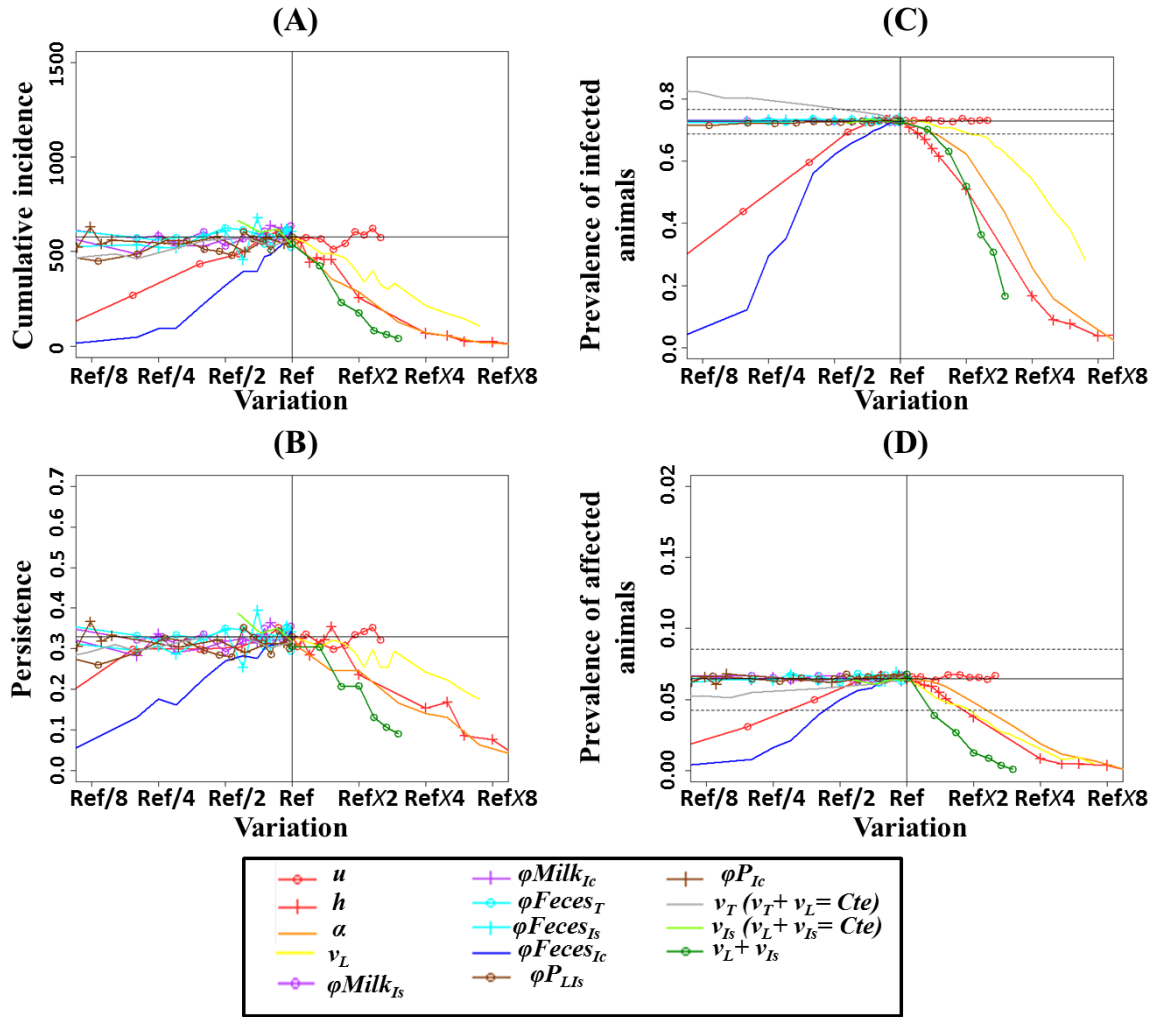 (A)
Cumulative incidence
1500
1000
500
0
Ref/8 Ref/4 Ref/2 Ref RefX2 RefX4 RefX8
Variation
(C)
Prevalence of infected
animals
0.8
0.6
0.4
0.2
0.0
Ref/8 Ref/4 Ref/2 Ref RefX2 RefX4 RefX8
Variation
(B)
Persistence
0.7
0.6
0.5
0.4
0.3
0.2
0.1
0.0
Ref/8 Ref/4 Ref/2 Ref RefX2 RefX4 RefX8
Variation
(D)
Prevalence of affected
animals
0.02
0.15
0.10
0.05
0.00
Ref/8 Ref/4 Ref/2 Ref RefX2 RefX4 RefX8
Variation
u
h
α
v_L
φMilk_Is
φMilk_Ic
φFeces_T
φFeces_Is
φFeces_Ic
φP_LIs
φP_Ic
v_T (v_T + v_L = Cte)
v_Is (v_L + v_Is = Cte)
v_L + v_Is